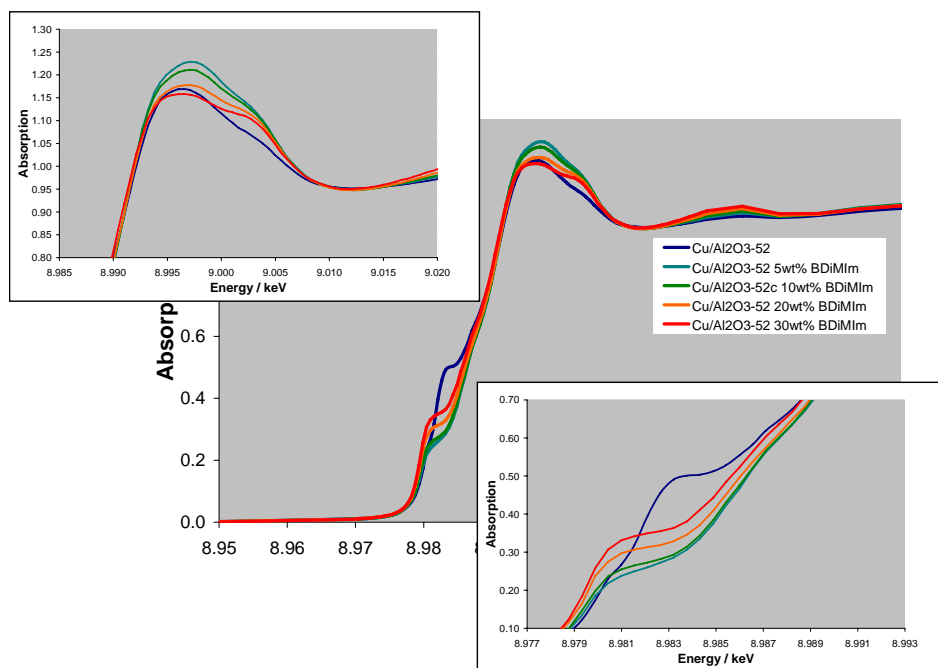 1.30
1.25
1.20
1.15
1.10
1.05
1.00
0.95
0.90
0.85
0.80
Absorption
8.985 8.990 8.995 9.000 9.005 9.010 9.015 9.020
Energy / keV
Cu/Al2O3-52
Cu/Al2O3-52 5wt% BDiMIm
Cu/Al2O3-52c 10wt% BDiMIm
Cu/Al2O3-52 20wt% BDiMIm
Cu/Al2O3-52 30wt% BDiMIm
Absorp
0.6
0.4
0.2
0.0
8.95 8.96 8.97 8.98
0.70
0.60
0.50
0.40
0.30
0.20
0.10
Absorption
8.977 8.979 8.981 8.983 8.985 8.987 8.989 8.991 8.993
Energy / keV